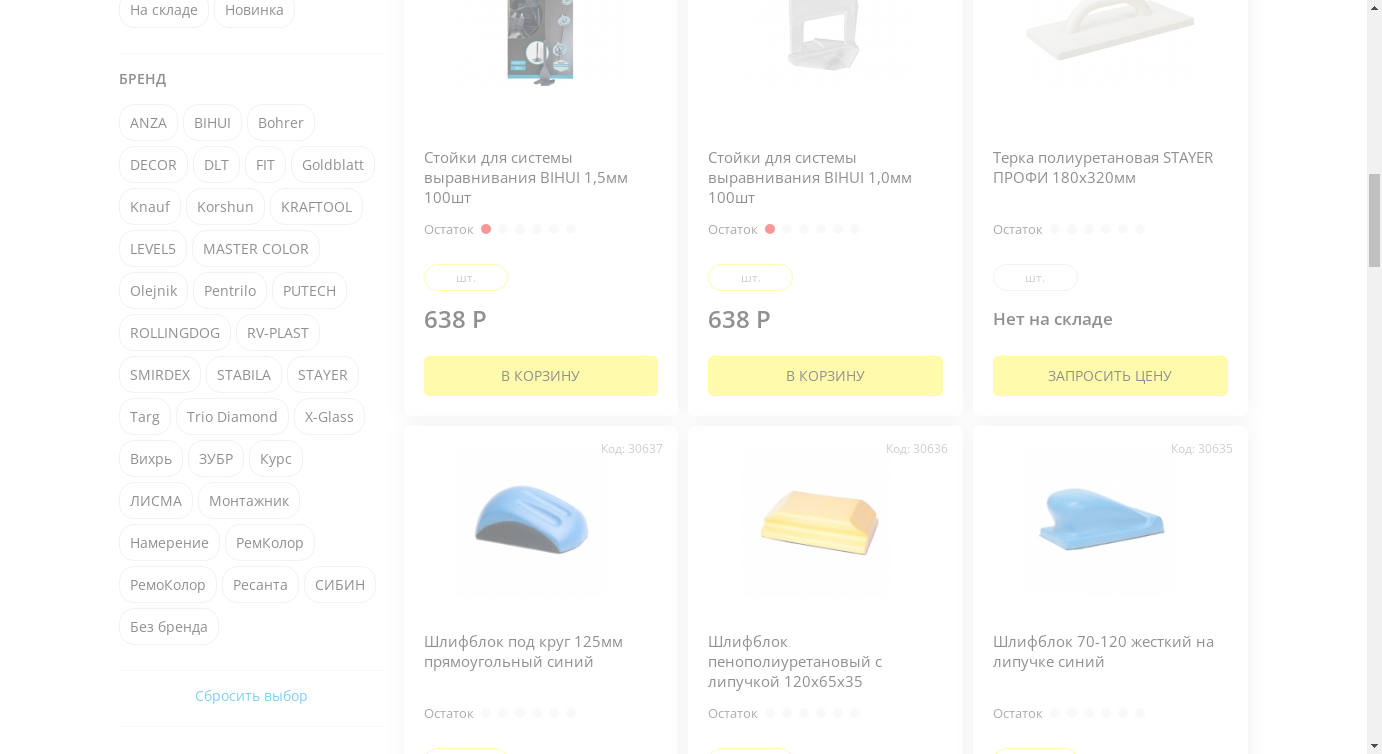 На складе
Новинка
БРЕНД
ANZA
BIHUI
Bohrer
DECOR
DLT
FIT
Goldblatt
Knauf
Korshun
KRAFTOOL
LEVEL5
MASTER COLOR
Olejnik
Pentrilo
PUTECH
ROLLINGDOG
RV-PLAST
SMIRDEX
STABILA
STAYER
Targ
Trio Diamond
X-Glass
Вихрь
ЗУБР
Курс
ЛИСМА
Монтажник
Намерение
РемКолор
РемоКолор
Ресанта
СИБИН
Без бренда
Сбросить выбор
Стойки для системы
выравнивания BIHUI 1,5мм
100шт
Остаток
шт.
638 Р
В КОРЗИНУ
Стойки для системы
выравнивания BIHUI 1,0мм
100шт
Остаток
шт.
638 Р
В КОРЗИНУ
Терка полиуретановая STAYER
ПРОФИ 180х320мм
Остаток
шт.
Нет на складе
ЗАПРОСИТЬ ЦЕНУ
Код: 30637
Шлифблок под круг 125мм
прямоугольный синий
Остаток
Код: 30636
Шлифблок
пенополиуретановый с
липучкой 120х65х35
Остаток
Код: 30635
Шлифблок 70-120 жесткий на
липучке синий
Остаток